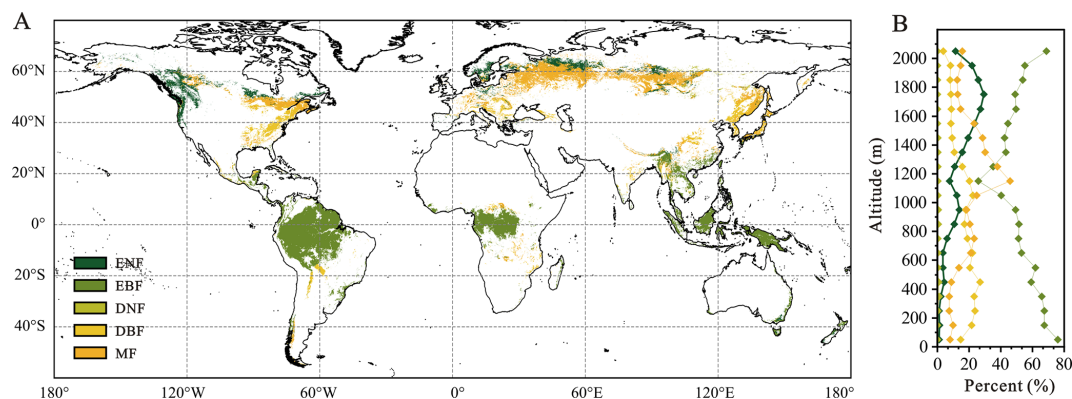 A
60°N
40°N
20°N
0°
20°S
40°S
ENF
EBF
DNF
DBF
MF
180°
120°W
60°W
0°
60°E
120°E
180°
B
Altitude (m)
2000
1800
1600
1400
1200
1000
800
600
400
200
0
0
20
40
60
80
Percent (%)